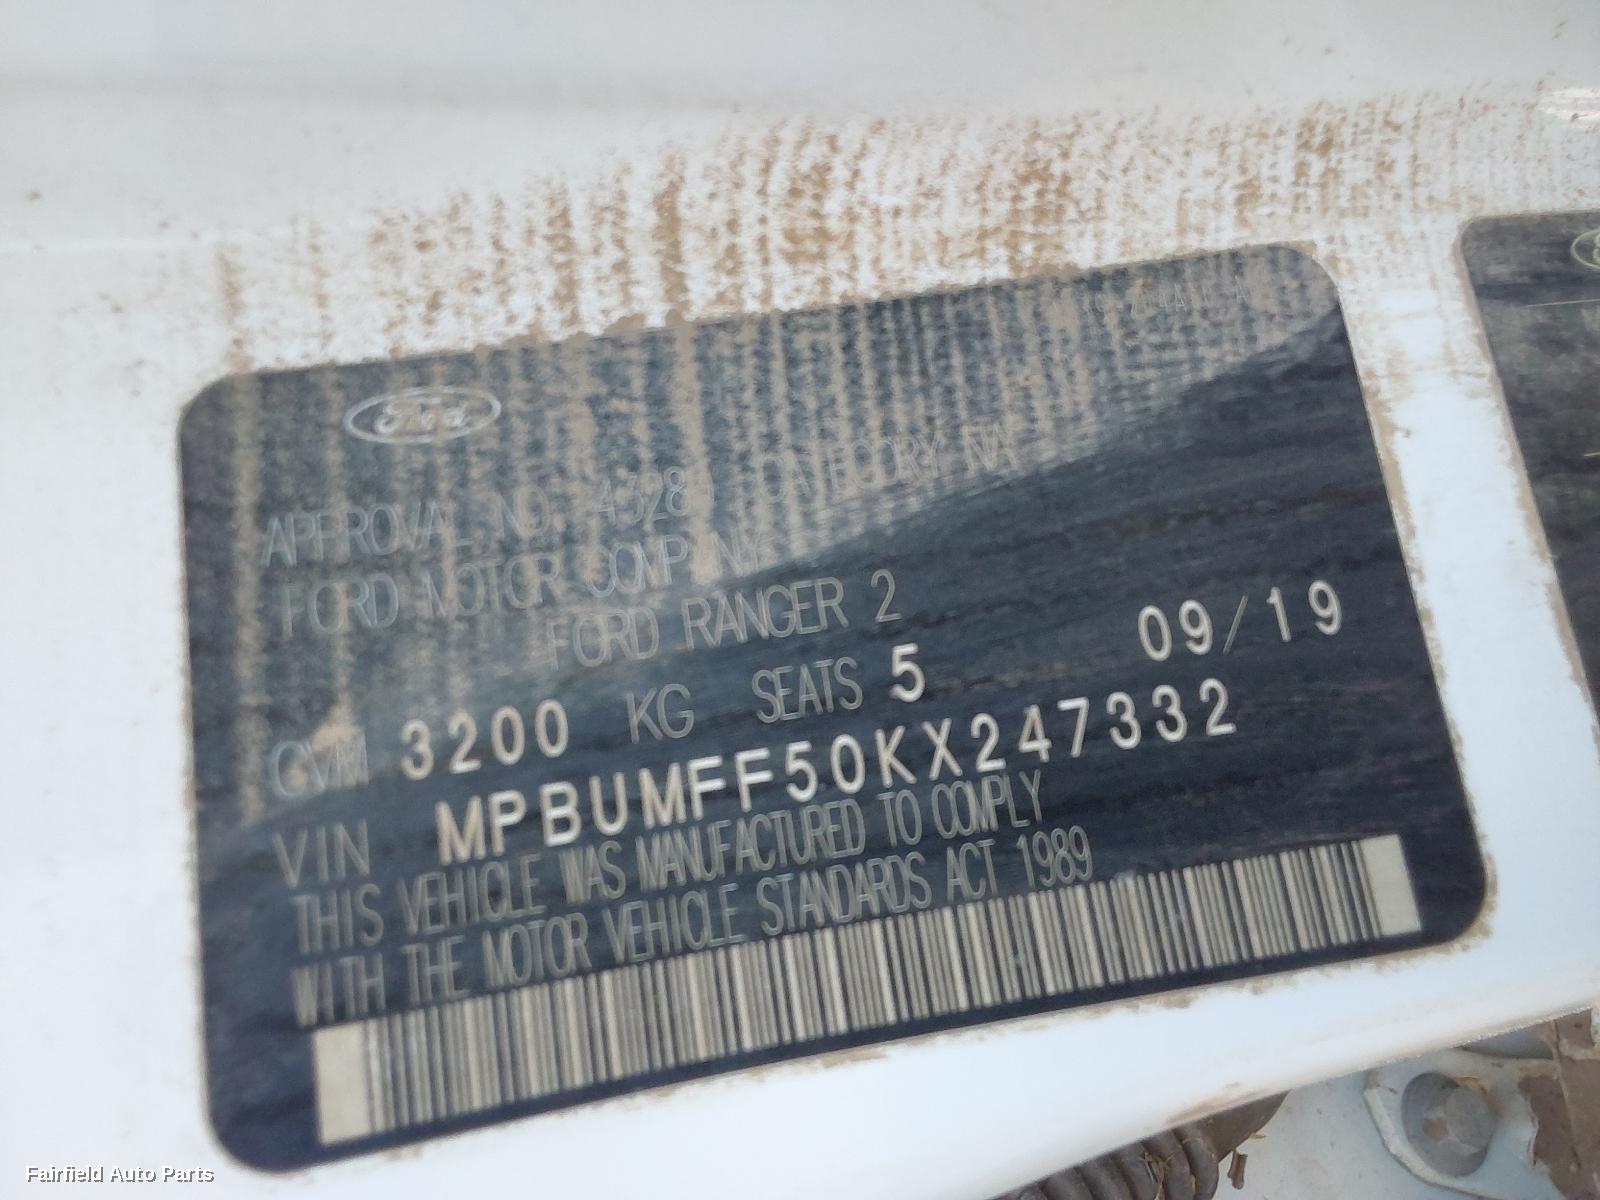 Ford
APPROVAL NO. 4328 CATEGORY NA
FORD MOTOR COMPANY
FORD RANGER 2
09/19
GVM 3200 KG SEATS 5
VIN MPBUMFF50KX247332
THIS VEHICLE WAS MANUFACTURED TO COMPLY
WITH THE MOTOR VEHICLE STANDARDS ACT 1989
Fairfield Auto Parts